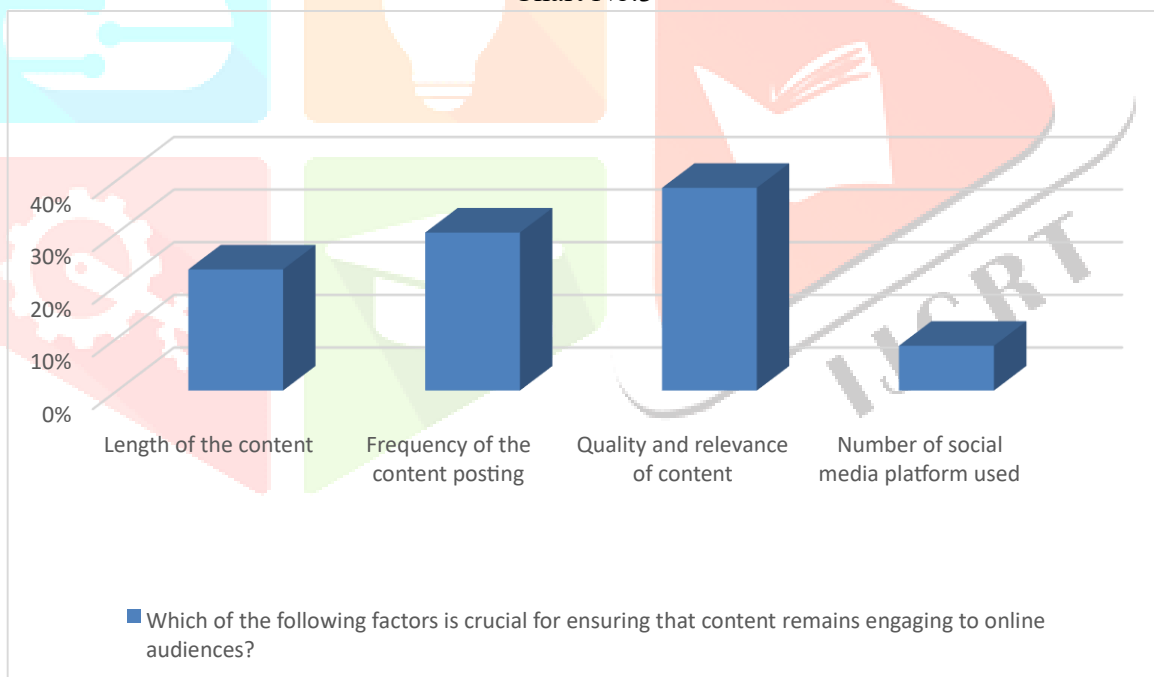 40%
30%
20%
10%
0%
Length of the content
Frequency of the
content posting
Quality and relevance
of content
Number of social
media platform used
Which of the following factors is crucial for ensuring that content remains engaging to online
audiences?
IJCRT